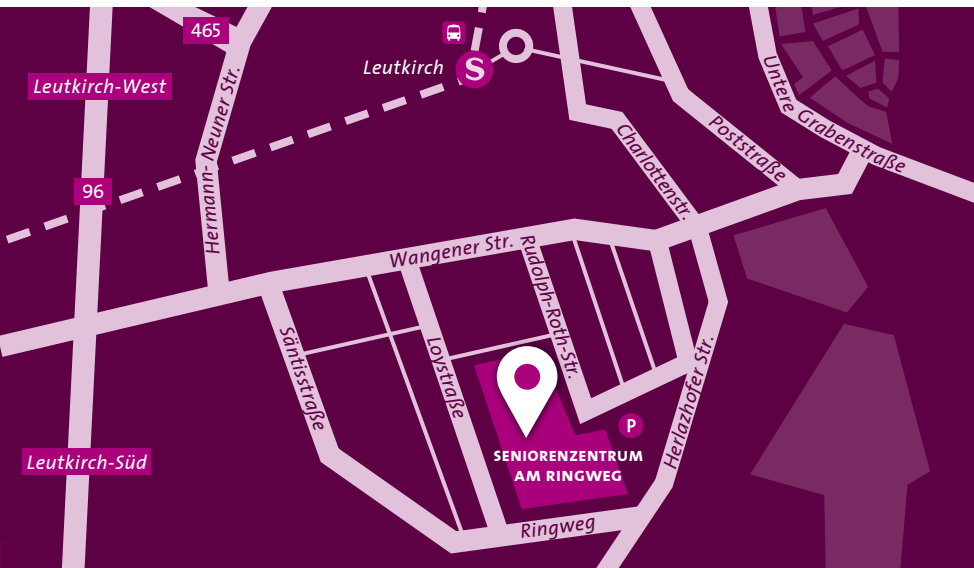 465
Leutkirch
S
Leutkirch-West
Hermann- Neuner Str.
Untere Grabenstraße
Poststraße
Charlottenstr.
96
Wangener Str.
Rudolph-Roth-Str.
Säntisstraße
Loystraße
Herlazhofer Str.
P
SENIORENZENTRUM
AM RINGWEG
Leutkirch-Süd
Ringweg